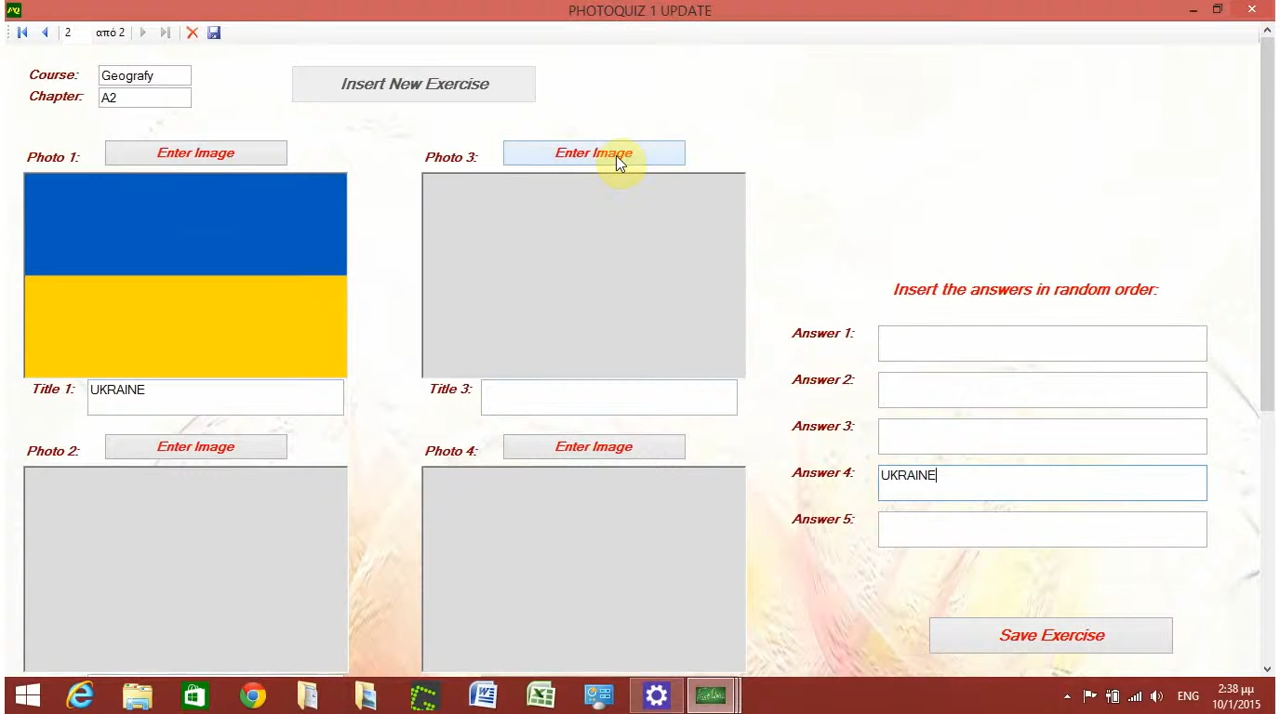 PQ
PHOTOQUIZ 1 UPDATE
2 από 2
Course: Geografy
Chapter: A2
Insert New Exercise
Photo 1: Enter Image
Photo 3: Enter Image
Title 1: UKRAINE
Title 3:
Photo 2: Enter Image
Photo 4: Enter Image
Insert the answers in random order:
Answer 1:
Answer 2:
Answer 3:
Answer 4: UKRAINE
Answer 5:
Save Exercise
ENG
2:38 μμ
10/1/2015